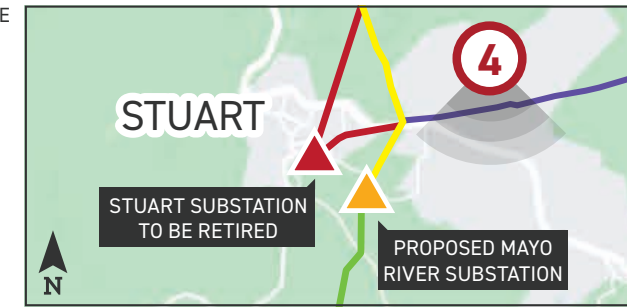 E
4
STUART
STUART SUBSTATION
TO BE RETIRED
PROPOSED MAYO
RIVER SUBSTATION
N